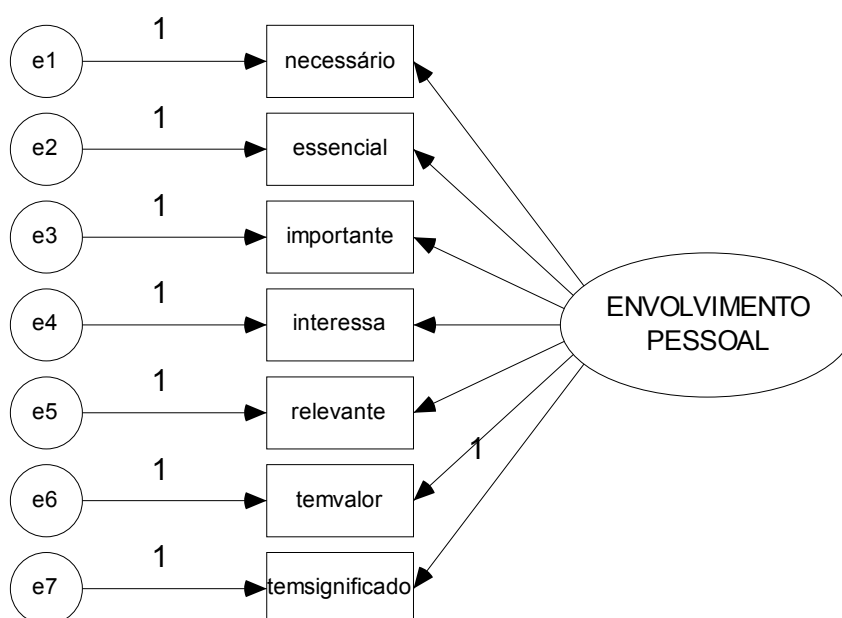 1
e1
necessário
1
e2
essencial
1
e3
importante
1
e4
interessa
ENVOLVIMENTO
PESSOAL
1
e5
relevante
1
1
e6
temvalor
1
e7
temsignificado